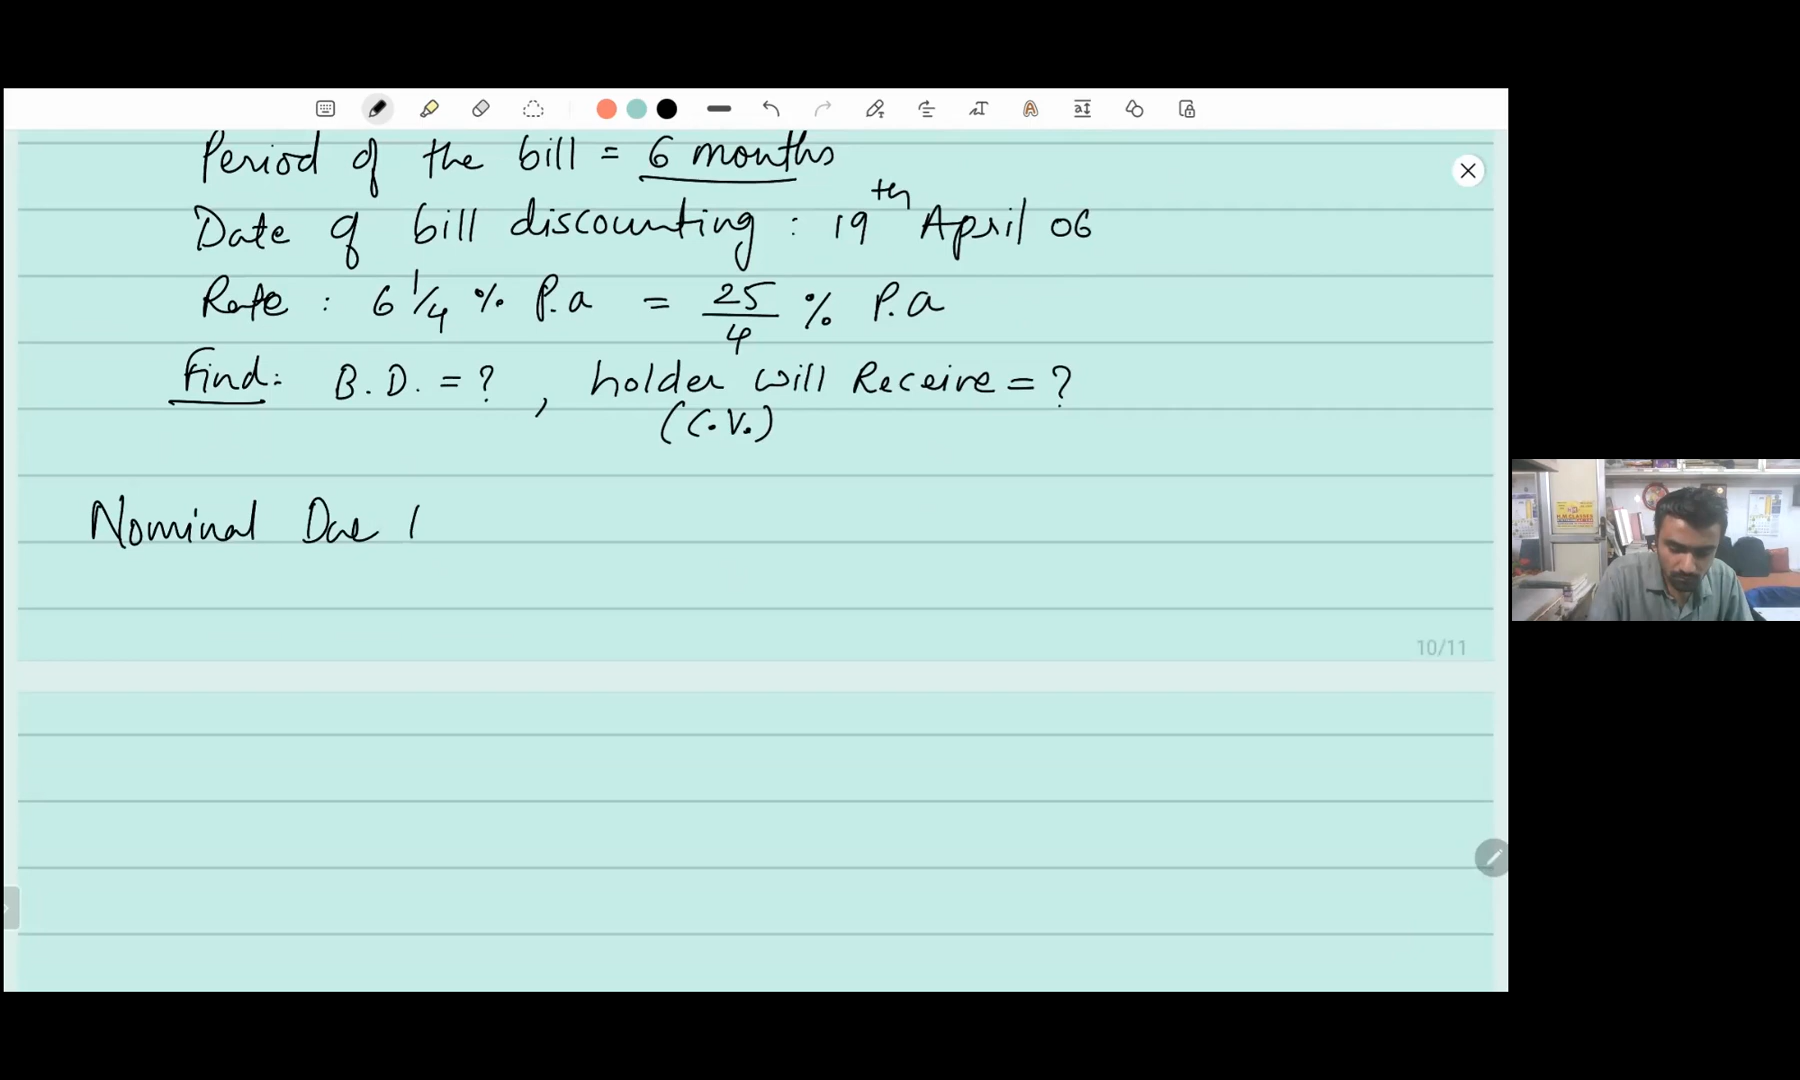 Period of the bill = 6 months
Date of bill discounting : 19th April 06
Rate : 6 1/4 % P.a = 25/4 % P.a
Find: B.D. = ? , holder will Receive = ?
(C.V.)
Nominal Due
10/11